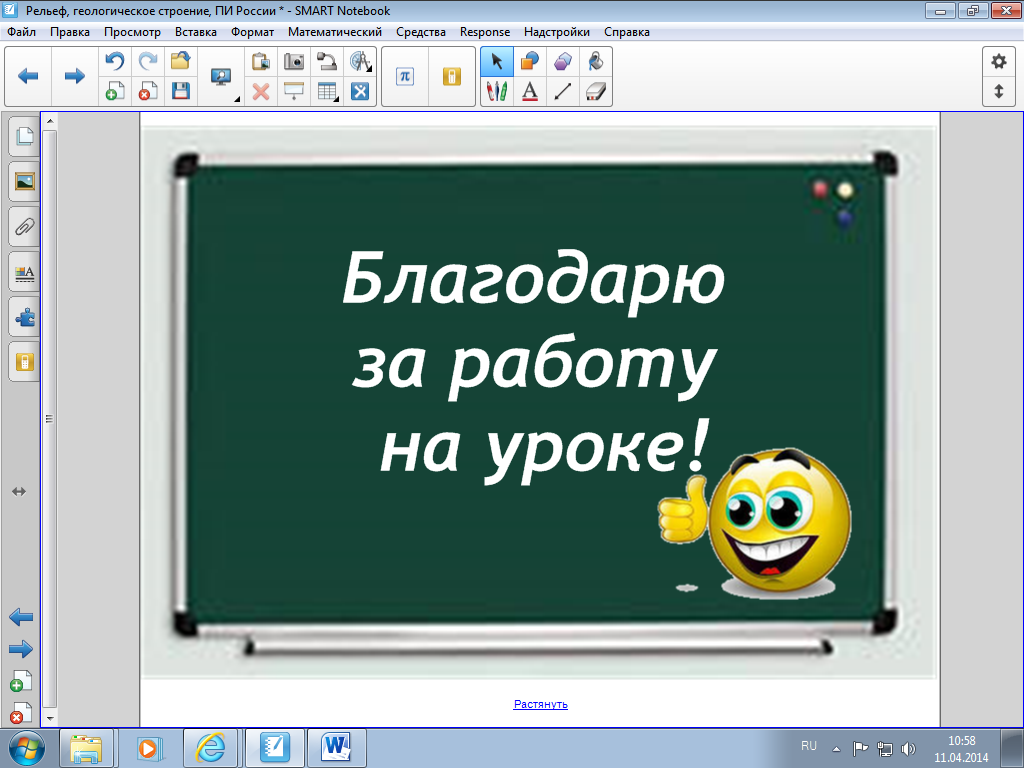 Рельеф, геологическое строение, ПИ России * - SMART Notebook
Файл Правка Просмотр Вставка Формат Математический Средства Response Надстройки Справка
π
A
A
Благодарю
за работу
на уроке!
Растянуть
W
RU
10:58
11.04.2014